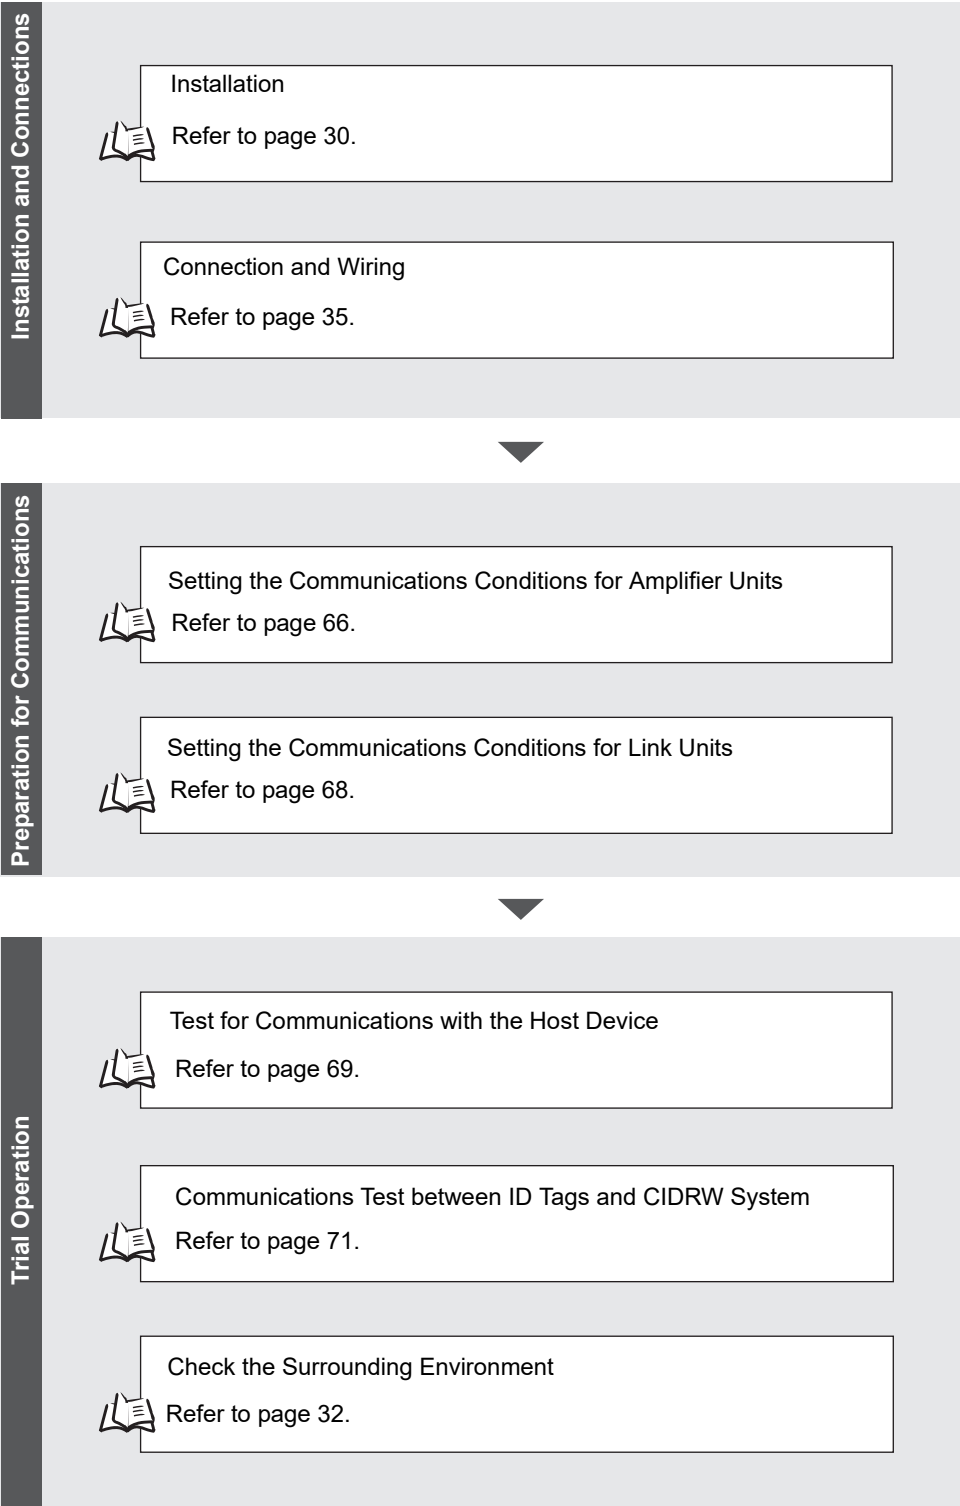 Installation and Connections
Installation
Refer to page 30.
Connection and Wiring
Refer to page 35.
Preparation for Communications
Setting the Communications Conditions for Amplifier Units
Refer to page 66.
Setting the Communications Conditions for Link Units
Refer to page 68.
Trial Operation
Test for Communications with the Host Device
Refer to page 69.
Communications Test between ID Tags and CIDRW System
Refer to page 71.
Check the Surrounding Environment
Refer to page 32.